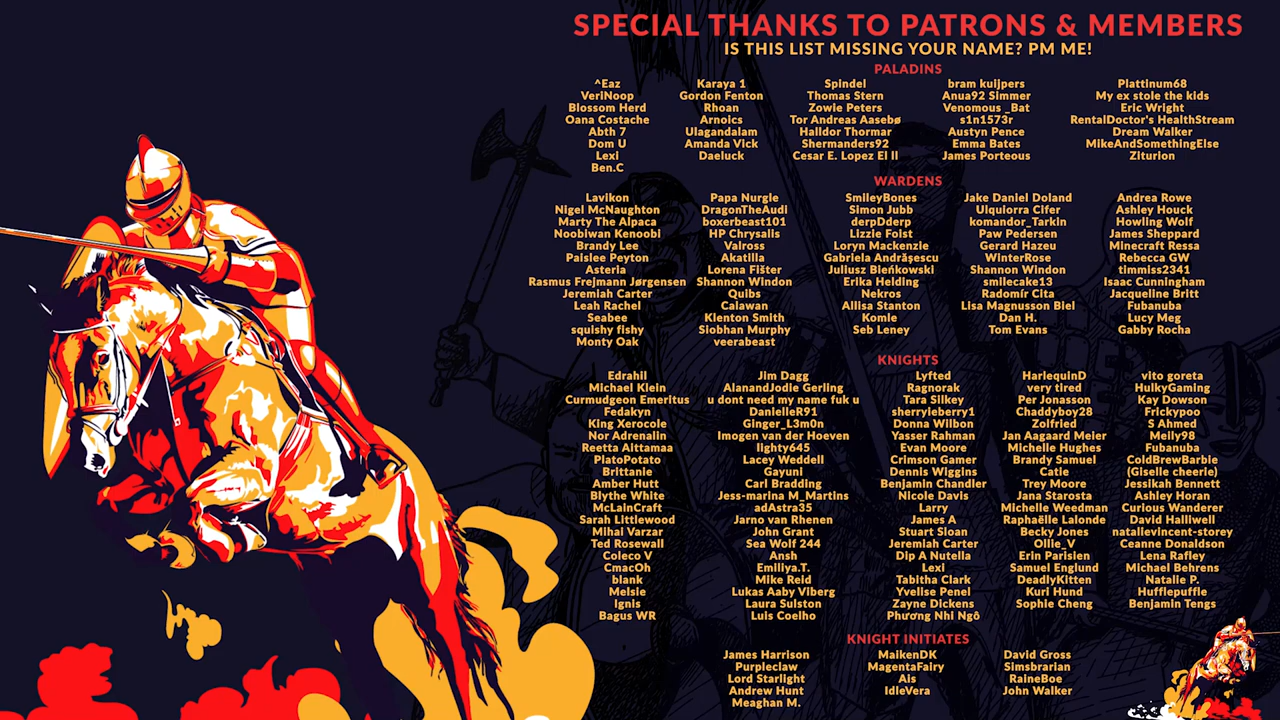 SPECIAL THANKS TO PATRONS & MEMBERS
IS THIS LIST MISSING YOUR NAME? PM ME!
PALADINS
^Eaz
VeriNoop
Blossom Herd
Oana Costache
Abth 7
Dom U
Lexi
Ben.C
Karaya 1
Gordon Fenton
Rhoan
Arnoics
Ulagandalam
Amanda Vick
Daeluck
Spindel
Thomas Stern
Zowie Peters
Tor Andreas Aasebø
Halldor Thormar
Shermanders92
Cesar E. Lopez El II
bram kuijpers
Anua92 Simmer
Venomous _Bat
s1n1573r
Austyn Pence
Emma Bates
James Porteous
Plattinum68
My ex stole the kids
Eric Wright
RentalDoctor's HealthStream
Dream Walker
MikeAndSomethingElse
Ziturion
WARDENS
Lavikon
Nigel McNaughton
Marty The Alpaca
Noobiwan Kenoobi
Brandy Lee
Paislee Peyton
Asteria
Rasmus Frejmann Jørgensen
Jeremiah Carter
Leah Rachel
Seabee
squishy fishy
Monty Oak
Papa Nurgle
DragonTheAudi
boxerbeast101
HP Chrysalis
Valross
Akatilla
Lorena Fišter
Shannon Windon
Quibs
Calawan
Klenton Smith
Siobhan Murphy
veerabeast
SmileyBones
Simon Jubb
derpDderp
Lizzie Foist
Loryn Mackenzie
Gabriela Andrășescu
Juliusz Bieńkowski
Erika Heiding
Nekros
Allisa Stanton
Komle
Seb Leney
Jake Daniel Doland
Ulquiorra Cifer
komandor_Tarkin
Paw Pedersen
Gerard Hazeu
WinterRose
Shannon Windon
smilecake13
Radomír Cita
Lisa Magnusson Biel
Dan H.
Tom Evans
Andrea Rowe
Ashley Houck
Howling Wolf
James Sheppard
Minecraft Ressa
Rebecca GW
timmiss2341
Isaac Cunningham
Jacqueline Britt
Fubanuba
Lucy Meg
Gabby Rocha
KNIGHTS
Edrahil
Michael Klein
Curmudgeon Emeritus
Fedakyn
King Xerocole
Nor Adrenalin
Reetta Aittamaa
PlatoPotato
Brittanie
Amber Hutt
Blythe White
McLainCraft
Sarah Littlewood
Mihal Varzar
Ted Rosewall
Coleco V
CmacOh
blank
Melsie
Ignis
Bagus WR
Jim Dagg
AlanandJodie Gerling
u dont need my name fuk u
DanielleR91
Ginger_L3m0n
Imogen van der Hoeven
lighty645
Lacey Weddell
Gayuni
Carl Bradding
Jess-marina M_Martins
adAstra35
Jarno van Rhenen
John Grant
Sea Wolf 244
Ansh
Emiliya.T.
Mike Reid
Lukas Aaby Viberg
Laura Sulston
Luis Coelho
Lyfted
Ragnorak
Tara Silkey
sherryieberry1
Donna Wilbon
Yasser Rahman
Evan Moore
Crimson Gamer
Dennis Wiggins
Benjamin Chandler
Nicole Davis
Larry
James A
Stuart Sloan
Jeremiah Carter
Dip A Nutella
Lexi
Tabitha Clark
Yvelise Penel
Zayne Dickens
Phương Nhi Ngô
HarlequinD
very tired
Per Jonasson
Chaddyboy28
Zolfried
Jan Aagaard Meier
Michelle Hughes
Brandy Samuel
Catie
Trey Moore
Jana Starosta
Michelle Weedman
Raphaëlle Lalonde
Becky Jones
Ollie_V
Erin Parisien
Samuel Englund
DeadlyKitten
Kuri Hund
Sophie Cheng
vito goreta
HulkyGaming
Kay Dowson
Frickypoo
S Ahmed
Meily98
Fubanuba
ColdBrewBarbie
(Giselle cheerie)
Jessikah Bennett
Ashley Horan
Curious Wanderer
David Halliwell
natalievincent-storey
Ceanne Donaldson
Lena Rafley
Michael Behrens
Natalie P.
Hufflepuffle
Benjamin Tengs
KNIGHT INITIATES
James Harrison
Purpleclaw
Lord Starlight
Andrew Hunt
Meaghan M.
MaikenDK
MagentaFairy
Ais
IdleVera
David Gross
Simsbrarian
RaineBoe
John Walker